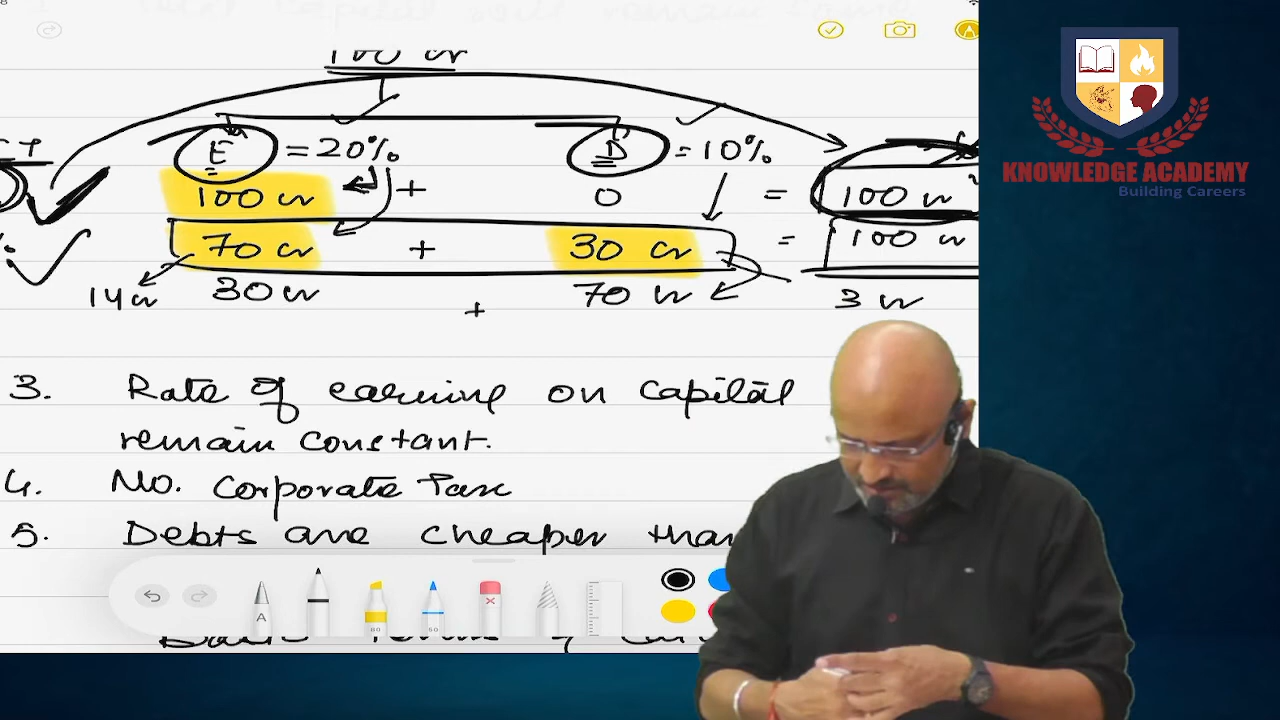 100 cr
E = 20% D = 10%
100 cr + 0 = 100 cr
70 cr + 30 cr = 100 cr
14 cr 30 cr + 70 cr 3 cr
3. Rate of earning on capital
remain constant.
4. No. Corporate Tax
5. Debts are cheaper than
KNOWLEDGE ACADEMY
Building Careers
A
80
50